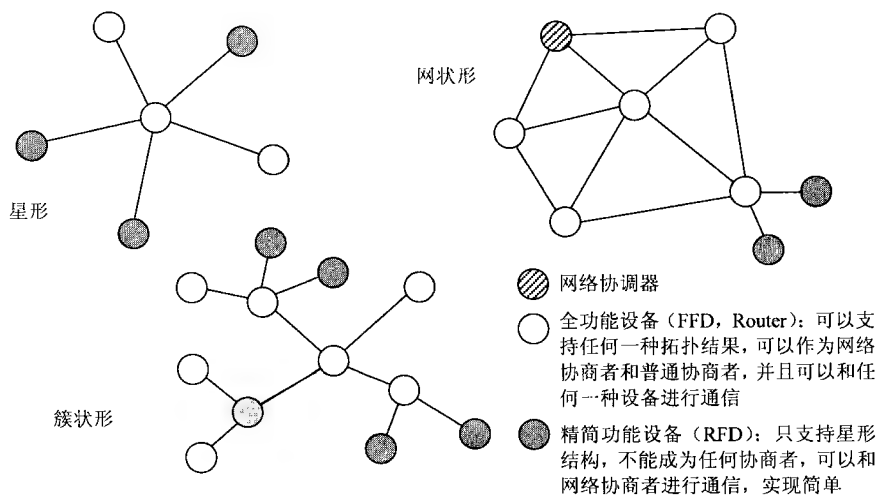 网状形
星形
簇状形
网络协调器
全功能设备（FFD，Router）：可以支
持任何一种拓扑结果，可以作为网络
协商者和普通协商者，并且可以和任
何一种设备进行通信
精简功能设备（RFD）：只支持星形
结构，不能成为任何协商者，可以和
网络协商者进行通信，实现简单